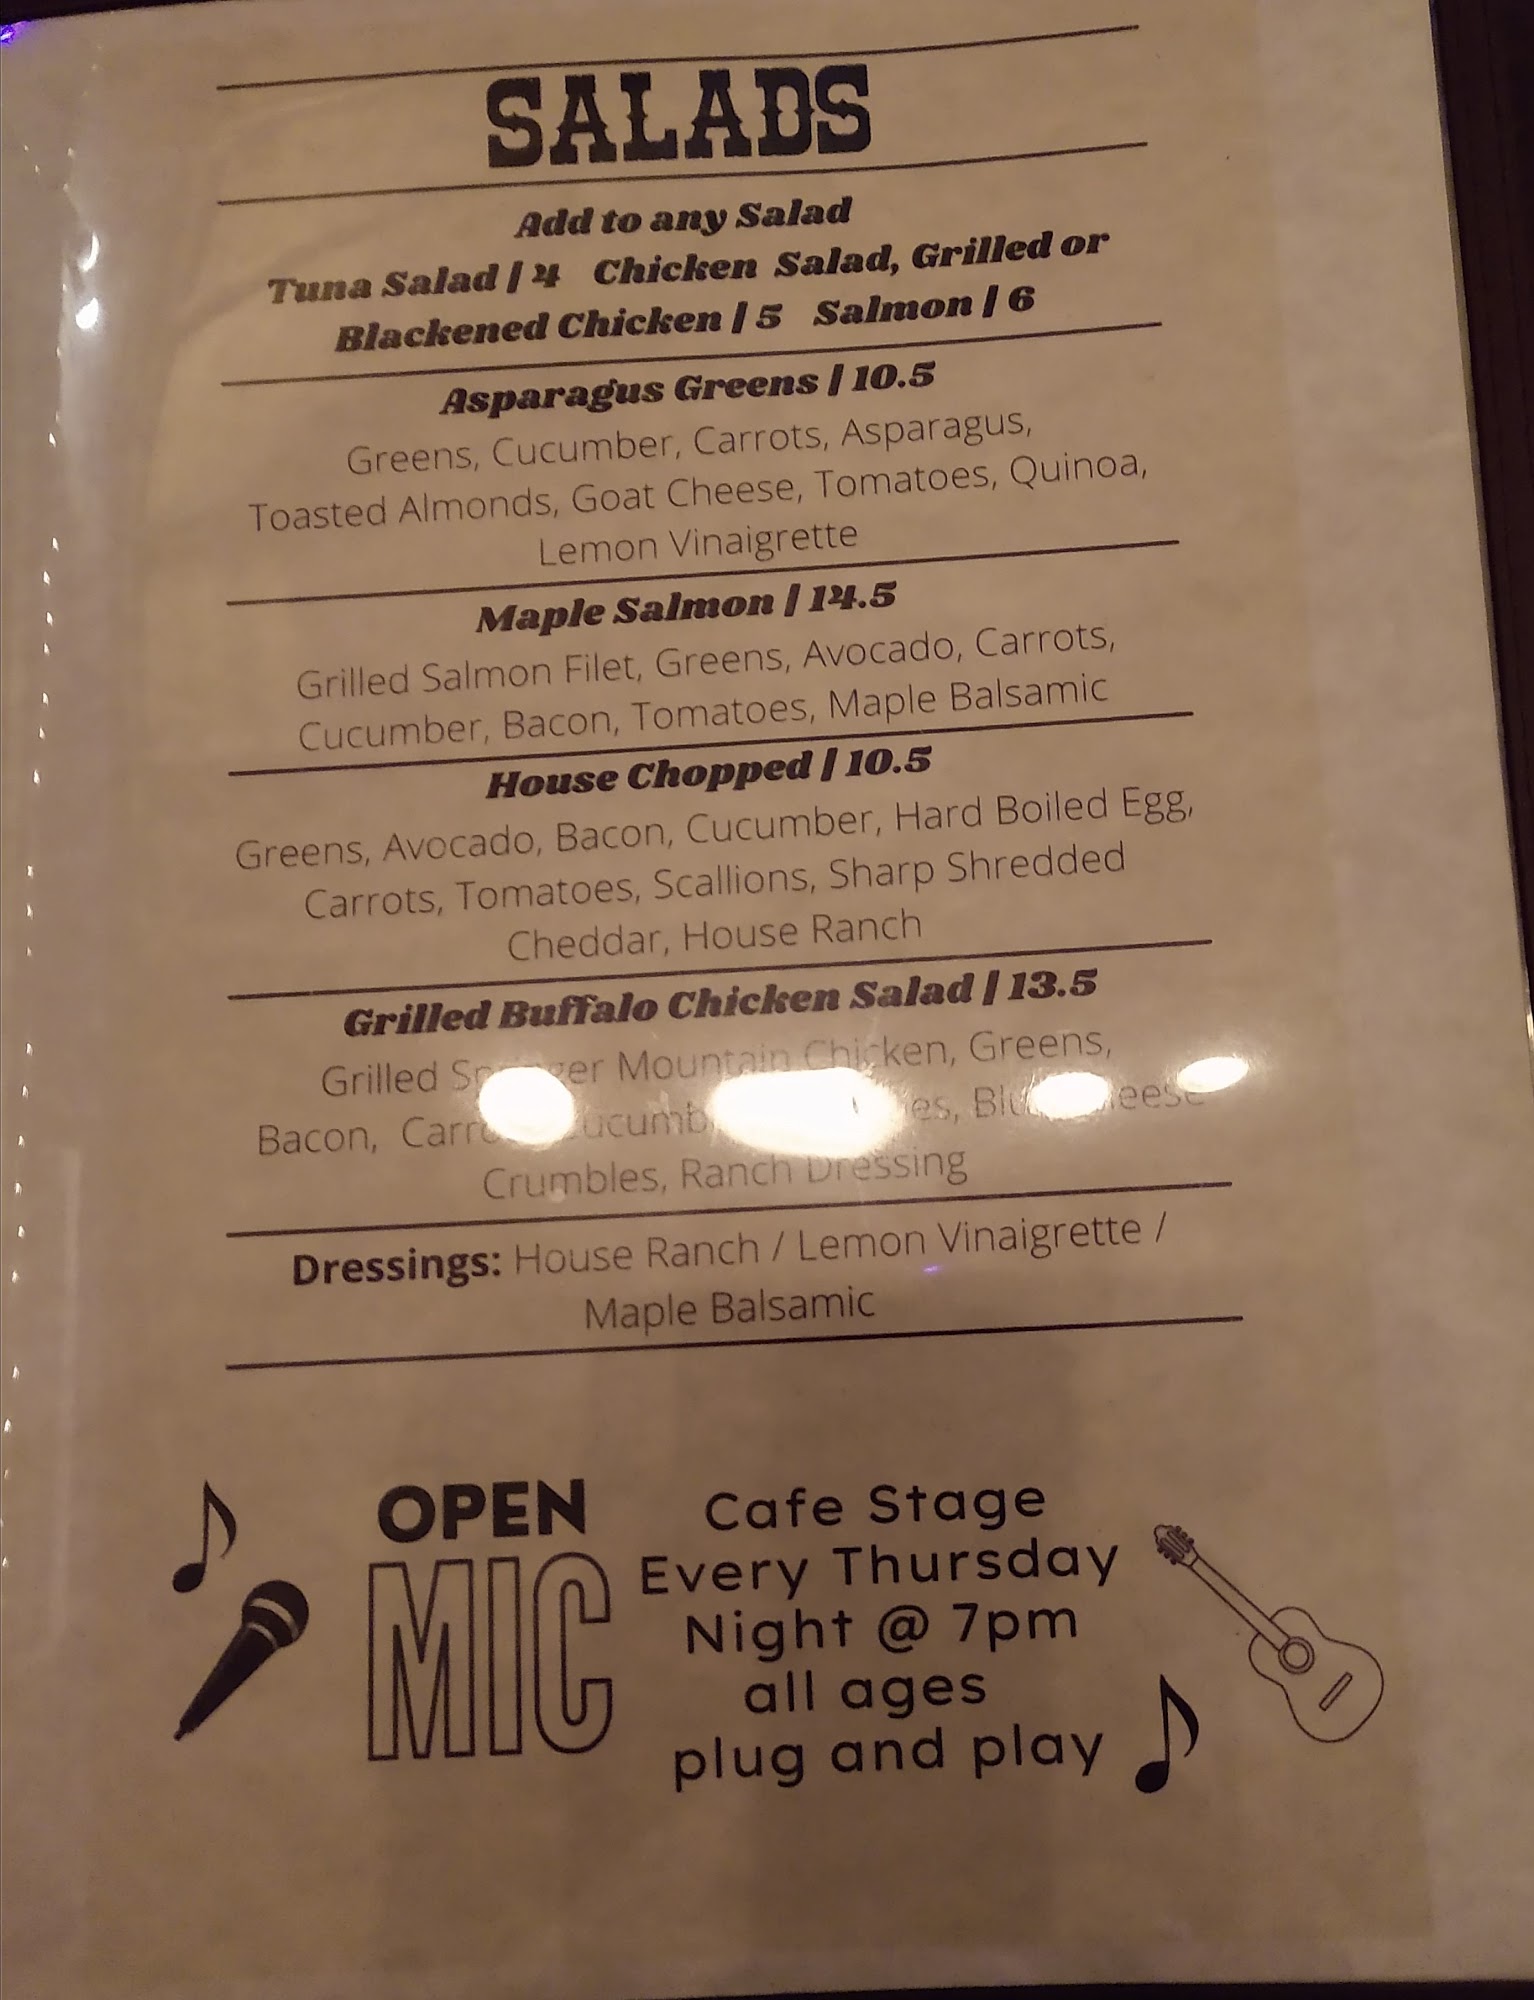 SALADS
Add to any Salad
Tuna Salad | 4 Chicken Salad, Grilled or
Blackened Chicken | 5 Salmon | 6
Asparagus Greens | 10.5
Greens, Cucumber, Carrots, Asparagus,
Toasted Almonds, Goat Cheese, Tomatoes, Quinoa,
Lemon Vinaigrette
Maple Salmon | 14.5
Grilled Salmon Filet, Greens, Avocado, Carrots,
Cucumber, Bacon, Tomatoes, Maple Balsamic
House Chopped | 10.5
Greens, Avocado, Bacon, Cucumber, Hard Boiled Egg,
Carrots, Tomatoes, Scallions, Sharp Shredded
Cheddar, House Ranch
Grilled Buffalo Chicken Salad | 13.5
Grilled Springer Mountain Chicken, Greens,
Bacon,
Crumbles, Ranch Dressing
Dressings: House Ranch / Lemon Vinaigrette /
Maple Balsamic
OPEN
MIC
Cafe Stage
Every Thursday
Night @ 7pm
all ages
plug and play